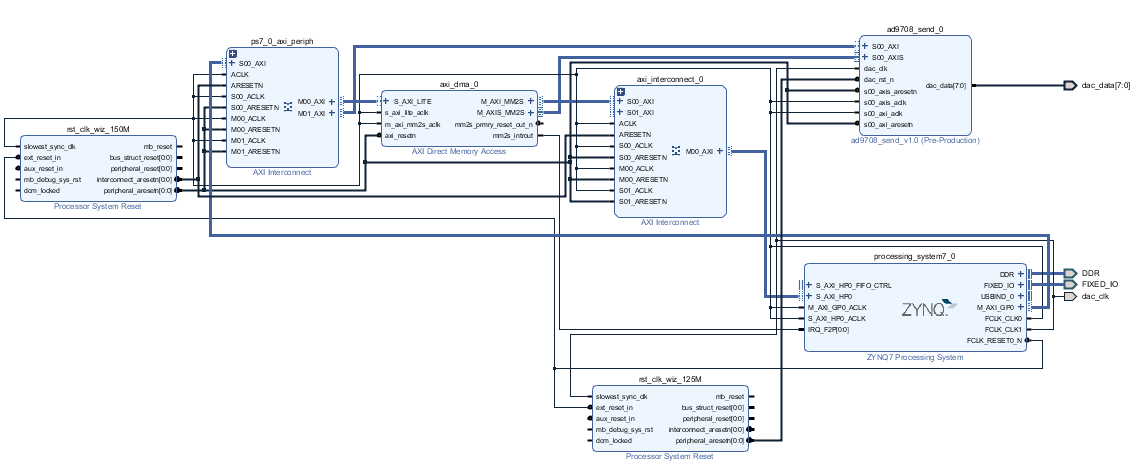 ps7_0_axi_periph
S00_AXI
ACLK
ARESETN
S00_ACLK
S00_ARESETN
M00_ACLK
M00_ARESETN
M01_ACLK
M01_ARESETN
M00_AXI
M01_AXI
AXI Interconnect
rst_clk_wiz_150M
slowest_sync_clk
ext_reset_in
aux_reset_in
mb_debug_sys_rst
dcm_locked
mb_reset
bus_struct_reset[0:0]
peripheral_reset[0:0]
interconnect_aresetn[0:0]
peripheral_aresetn[0:0]
Processor System Reset
axi_dma_0
S_AXI_LITE
s_axi_lite_aclk
m_axi_mm2s_aclk
axi_resetn
M_AXI_MM2S
M_AXIS_MM2S
mm2s_prmry_reset_out_n
mm2s_introut
AXI Direct Memory Access
axi_interconnect_0
S00_AXI
S01_AXI
ACLK
ARESETN
S00_ACLK
S00_ARESETN
M00_ACLK
M00_ARESETN
S01_ACLK
S01_ARESETN
M00_AXI
AXI Interconnect
ad9708_send_0
S00_AXI
S00_AXIS
dac_clk
dac_rst_n
s00_axis_aresetn
s00_axis_aclk
s00_axi_aclk
s00_axi_aresetn
dac_data[7:0]
ad9708_send_v1.0 (Pre-Production)
dac_data[7:0]
processing_system7_0
S_AXI_HP0_FIFO_CTRL
S_AXI_HP0
M_AXI_GP0_ACLK
S_AXI_HP0_ACLK
IRQ_F2P[0:0]
ZYNQ
DDR
FIXED_IO
USBIND_0
M_AXI_GP0
FCLK_CLK0
FCLK_CLK1
FCLK_RESET0_N
ZYNQ7 Processing System
DDR
FIXED_IO
dac_clk
rst_clk_wiz_125M
slowest_sync_clk
ext_reset_in
aux_reset_in
mb_debug_sys_rst
dcm_locked
mb_reset
bus_struct_reset[0:0]
peripheral_reset[0:0]
interconnect_aresetn[0:0]
peripheral_aresetn[0:0]
Processor System Reset